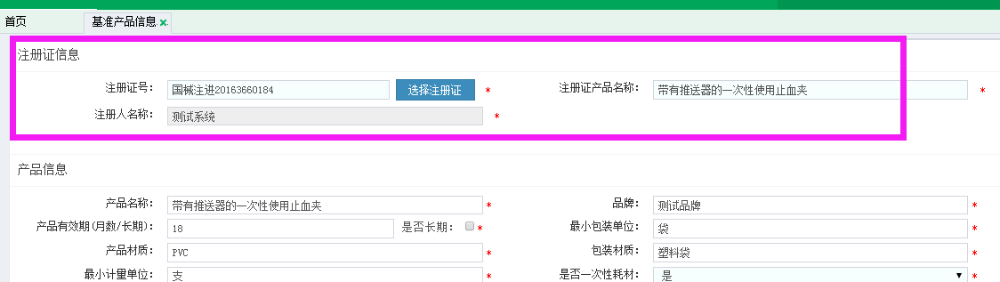 首页 基准产品信息
注册证信息
注册证号： 国械注进20163660184 选择注册证 * 注册证产品名称： 带有推送器的一次性使用止血夹 *
注册人名称： 测试系统 *
产品信息
产品名称： 带有推送器的一次性使用止血夹 * 品牌： 测试品牌 *
产品有效期(月数/长期)： 18 是否长期： * 最小包装单位： 袋 *
产品材质： PVC * 包装材质： 塑料袋 *
最小计量单位： 支 * 是否一次性耗材： 是 *